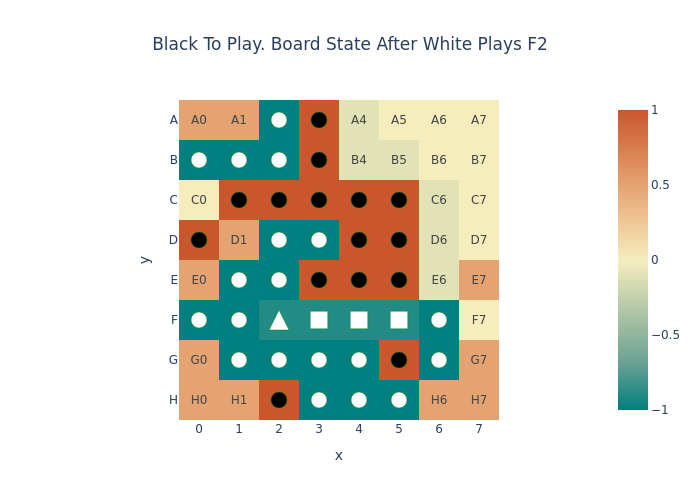 Black To Play. Board State After White Plays F2
A A0 A1 A4 A5 A6 A7
B B4 B5 B6 B7
C C0 C6 C7
D D1 D6 D7
E E0 E6 E7
F F7
G G0 G7
H H0 H1 H6 H7
0 1 2 3 4 5 6 7
x
y
1
0.5
0
−0.5
−1